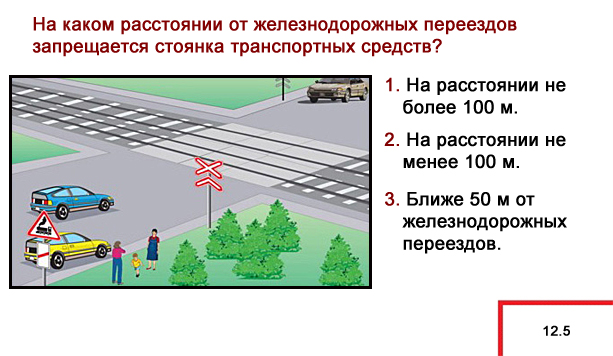 На каком расстоянии от железнодорожных переездов
запрещается стоянка транспортных средств?
1. На расстоянии не
более 100 м.
2. На расстоянии не
менее 100 м.
3. Ближе 50 м от
железнодорожных
переездов.
12.5